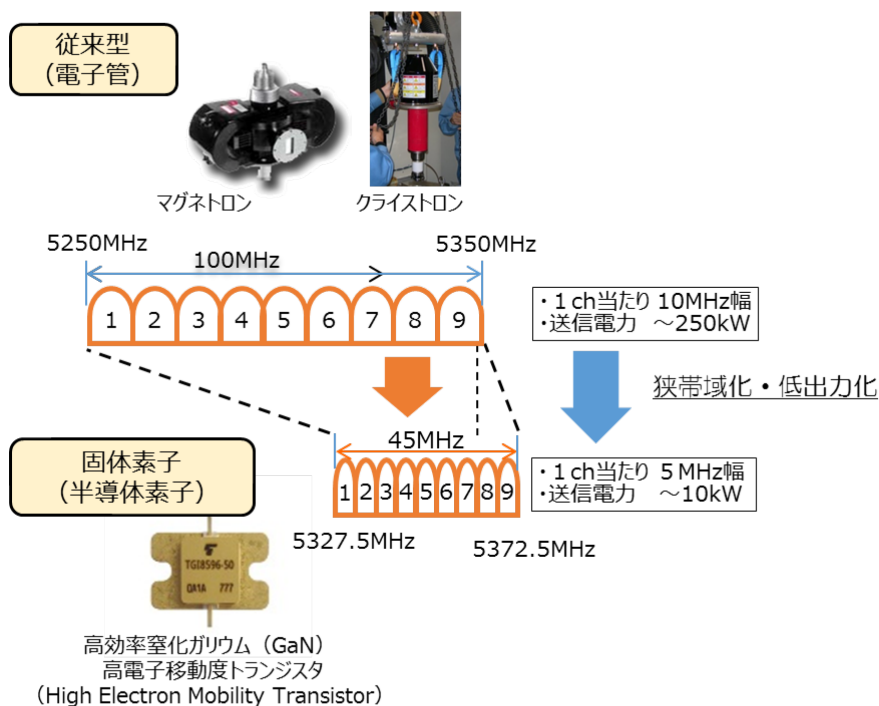 従来型
（電子管）
マグネトロン
クライストロン
5250MHz
5350MHz
100MHz
1 2 3 4 5 6 7 8 9
・１ch当たり 10MHz幅
・送信電力　～250kW
狭帯域化・低出力化
固体素子
（半導体素子）
45MHz
1 2 3 4 5 6 7 8 9
・１ch当たり ５MHz幅
・送信電力　～10kW
5327.5MHz
5372.5MHz
TGI8596-50
QA1A 777
高効率窒化ガリウム（GaN）
高電子移動度トランジスタ
（High Electron Mobility Transistor）